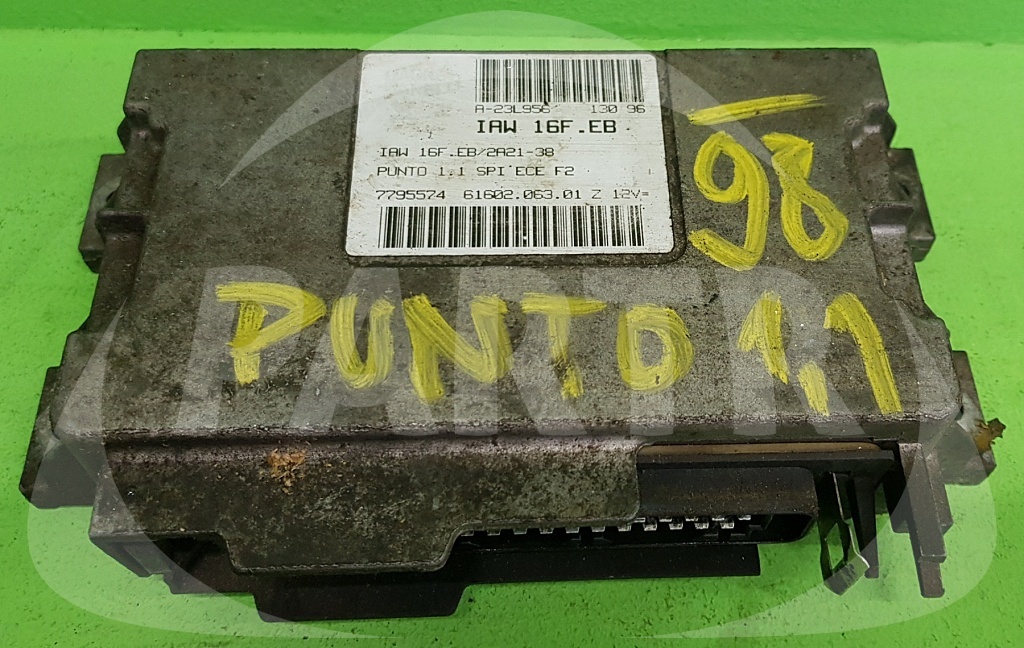 A-23L956 130 96
IAW 16F.EB
IAW 16F.EB/2A21-38
PUNTO 1.1 SPI ECE F2
7795574 61602.063.01 Z 12V=
98
PUNTO 1,1
PARTR